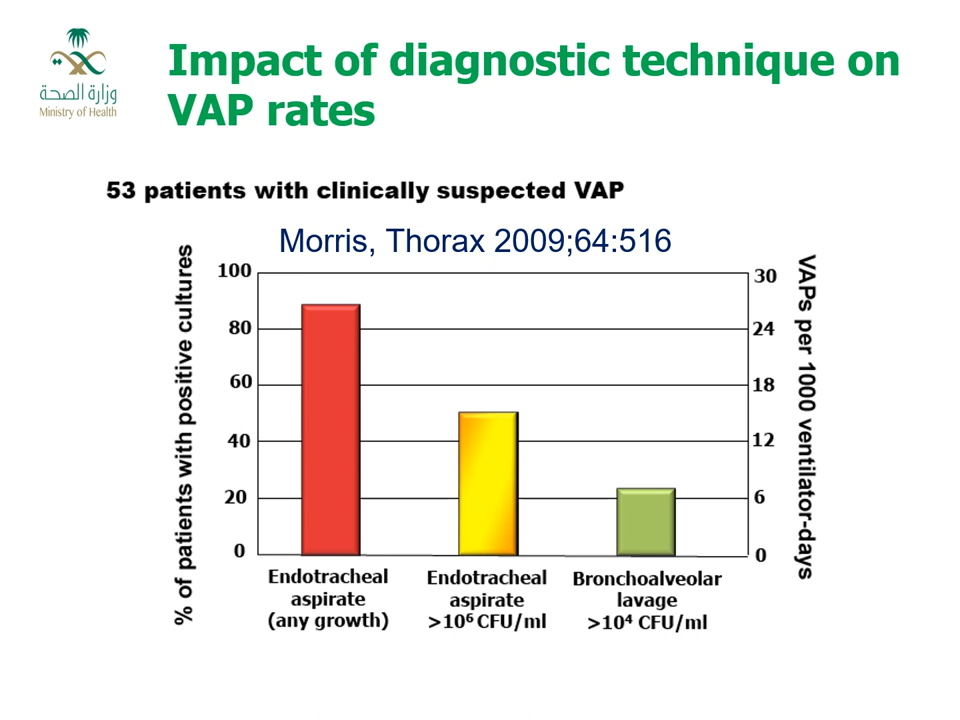 وزارة الصحة
Ministry of Health
Impact of diagnostic technique on
VAP rates
53 patients with clinically suspected VAP
Morris, Thorax 2009;64:516
% of patients with positive cultures
100
80
60
40
20
0
30
24
18
12
6
0
VAPs per 1000 ventilator-days
Endotracheal
aspirate
(any growth)
Endotracheal
aspirate
>10⁶ CFU/ml
Bronchoalveolar
lavage
>10⁴ CFU/ml